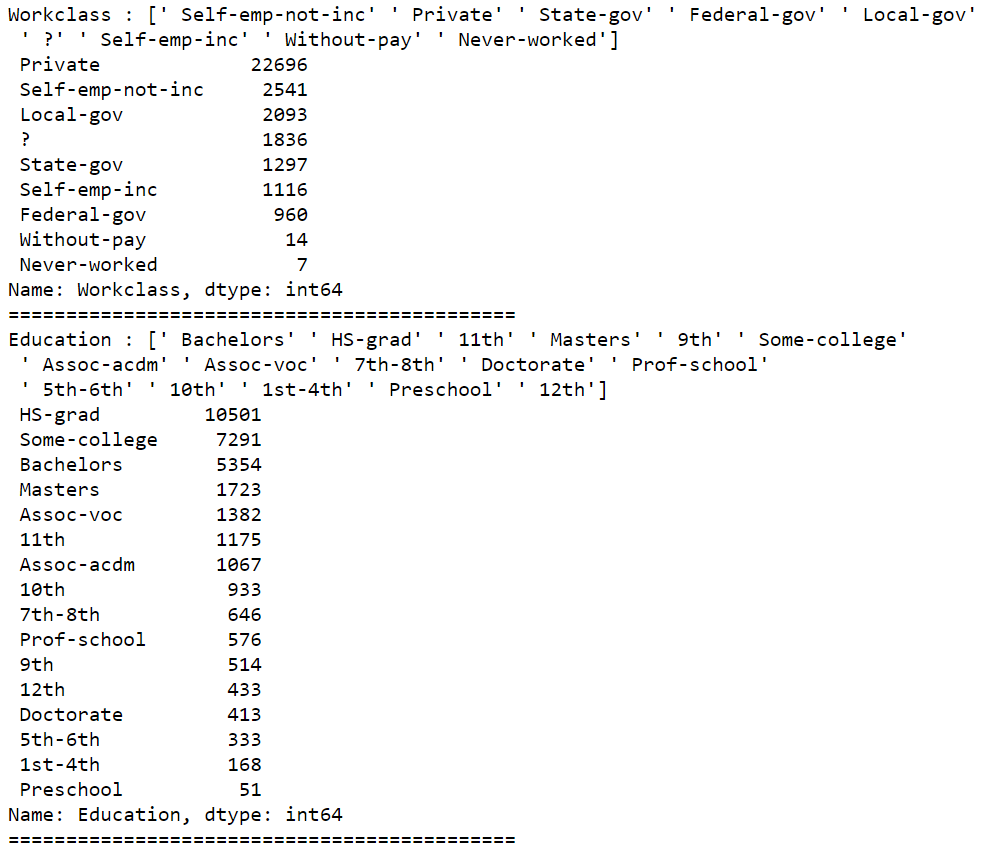 Workclass : [' Self-emp-not-inc' ' Private' ' State-gov' ' Federal-gov' ' Local-gov'
 ' ?' ' Self-emp-inc' ' Without-pay' ' Never-worked']
 Private             22696
 Self-emp-not-inc     2541
 Local-gov            2093
 ?                    1836
 State-gov            1297
 Self-emp-inc         1116
 Federal-gov           960
 Without-pay            14
 Never-worked            7
Name: Workclass, dtype: int64
============================================
Education : [' Bachelors' ' HS-grad' ' 11th' ' Masters' ' 9th' ' Some-college'
 ' Assoc-acdm' ' Assoc-voc' ' 7th-8th' ' Doctorate' ' Prof-school'
 ' 5th-6th' ' 10th' ' 1st-4th' ' Preschool' ' 12th']
 HS-grad         10501
 Some-college     7291
 Bachelors        5354
 Masters          1723
 Assoc-voc        1382
 11th             1175
 Assoc-acdm       1067
 10th              933
 7th-8th           646
 Prof-school       576
 9th               514
 12th              433
 Doctorate         413
 5th-6th           333
 1st-4th           168
 Preschool          51
Name: Education, dtype: int64
============================================